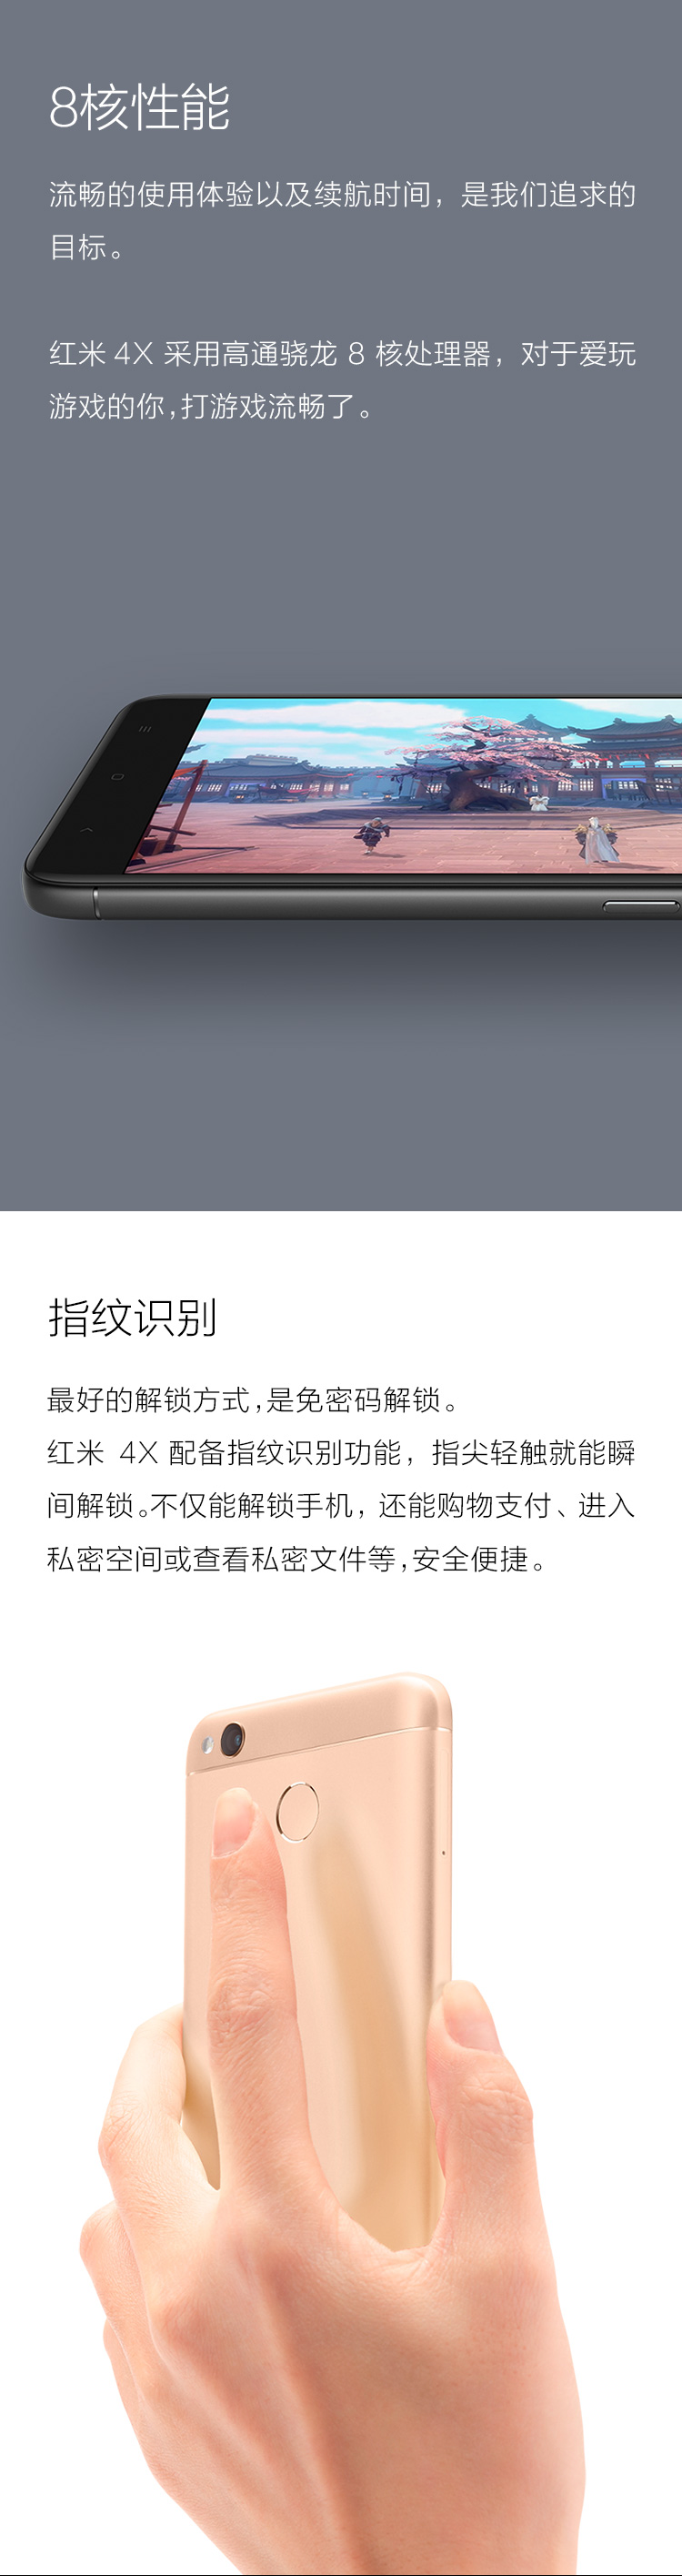 8核性能
流畅的使用体验以及续航时间，是我们追求的
目标。
红米 4X 采用高通骁龙 8 核处理器，对于爱玩
游戏的你,打游戏流畅了。
指纹识别
最好的解锁方式,是免密码解锁。
红米 4X 配备指纹识别功能，指尖轻触就能瞬
间解锁。不仅能解锁手机，还能购物支付、进入
私密空间或查看私密文件等,安全便捷。